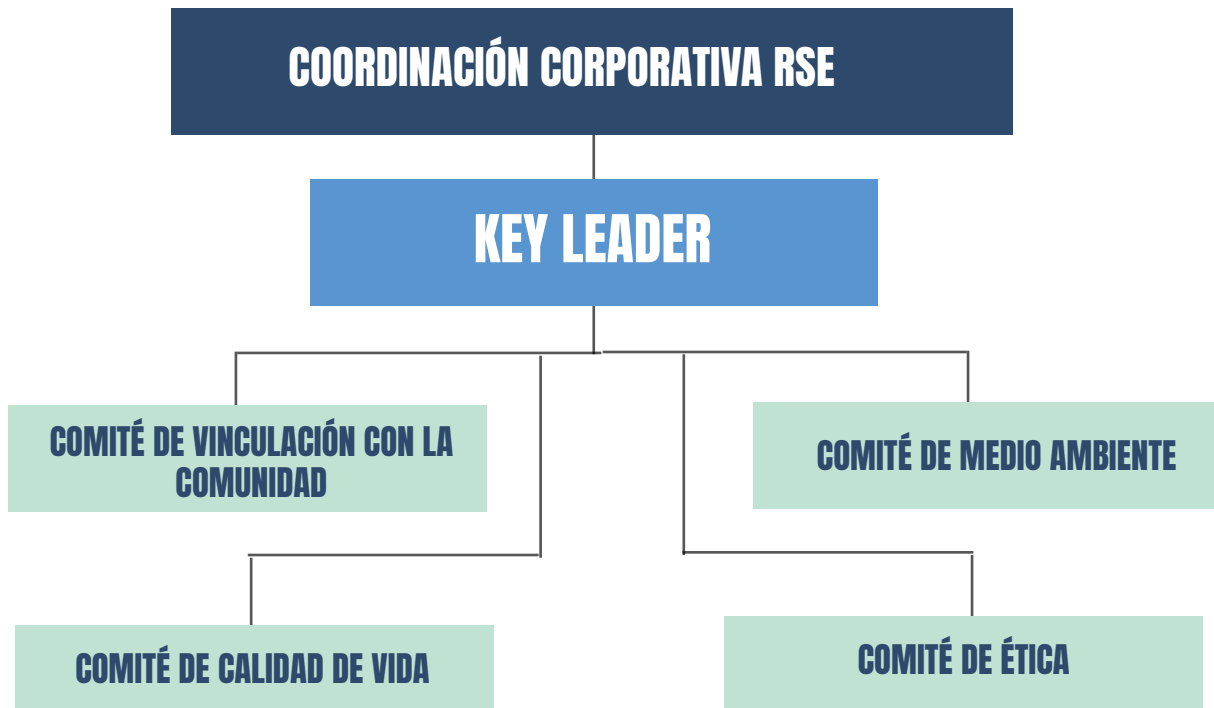 COORDINACIÓN CORPORATIVA RSE
KEY LEADER
COMITÉ DE VINCULACIÓN CON LA
COMUNIDAD
COMITÉ DE MEDIO AMBIENTE
COMITÉ DE CALIDAD DE VIDA
COMITÉ DE ÉTICA